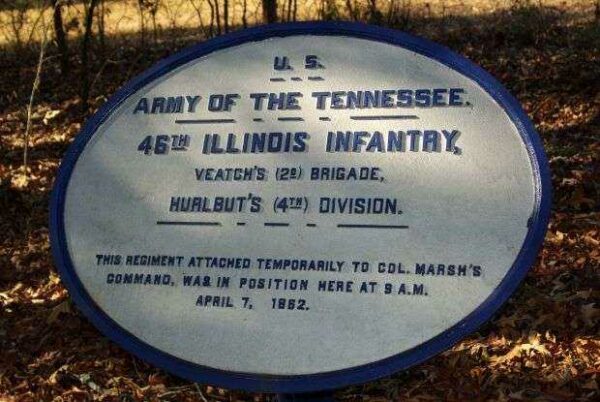 U. S.
ARMY OF THE TENNESSEE.
46TH ILLINOIS INFANTRY,
VEATCH'S (2D) BRIGADE,
HURLBUT'S (4TH) DIVISION.
THIS REGIMENT ATTACHED TEMPORARILY TO COL. MARSH'S
COMMAND, WAS IN POSITION HERE AT 9 A.M.
APRIL 7, 1862.